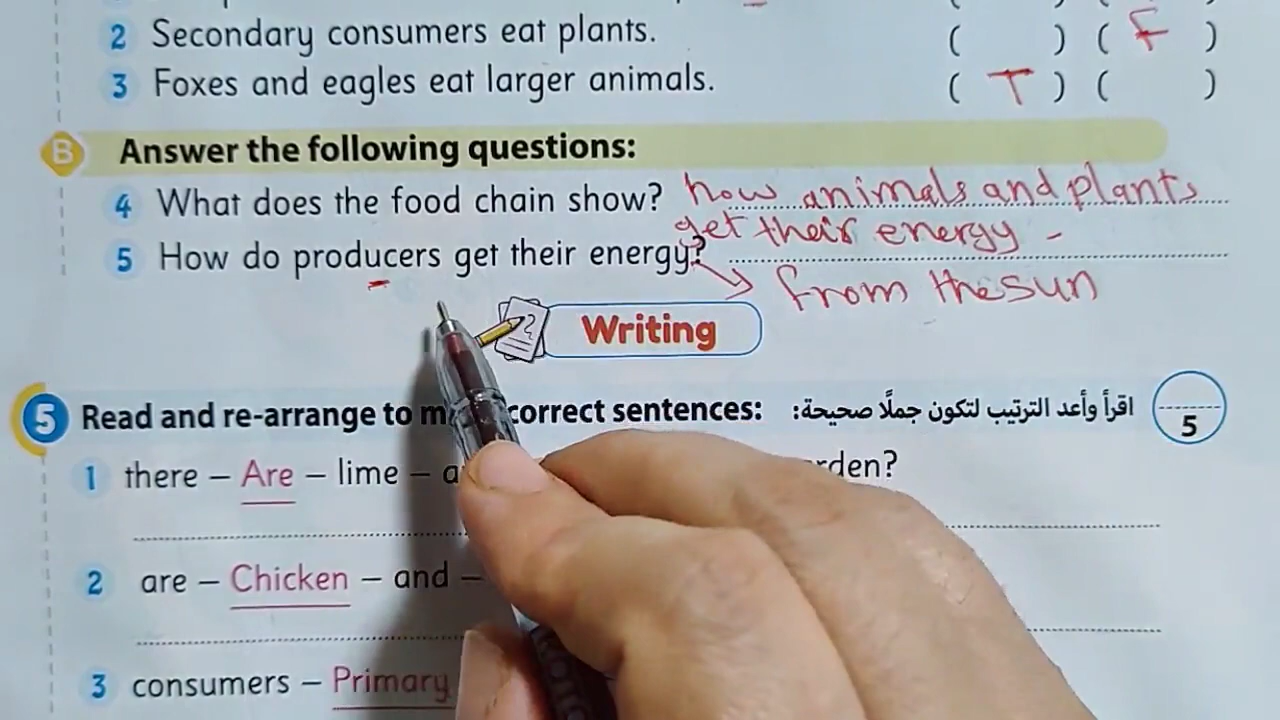 2 Secondary consumers eat plants. ( ) ( F )
3 Foxes and eagles eat larger animals. ( T ) ( )
B Answer the following questions:
4 What does the food chain show? how animals and plants
get their energy -
5 How do producers get their energy?
from the sun
Writing
5 Read and re-arrange to correct sentences: اقرأ وأعد الترتيب لتكون جملًا صحيحة: 5
1 there – Are – lime –
2 are – Chicken – and –
3 consumers – Primary